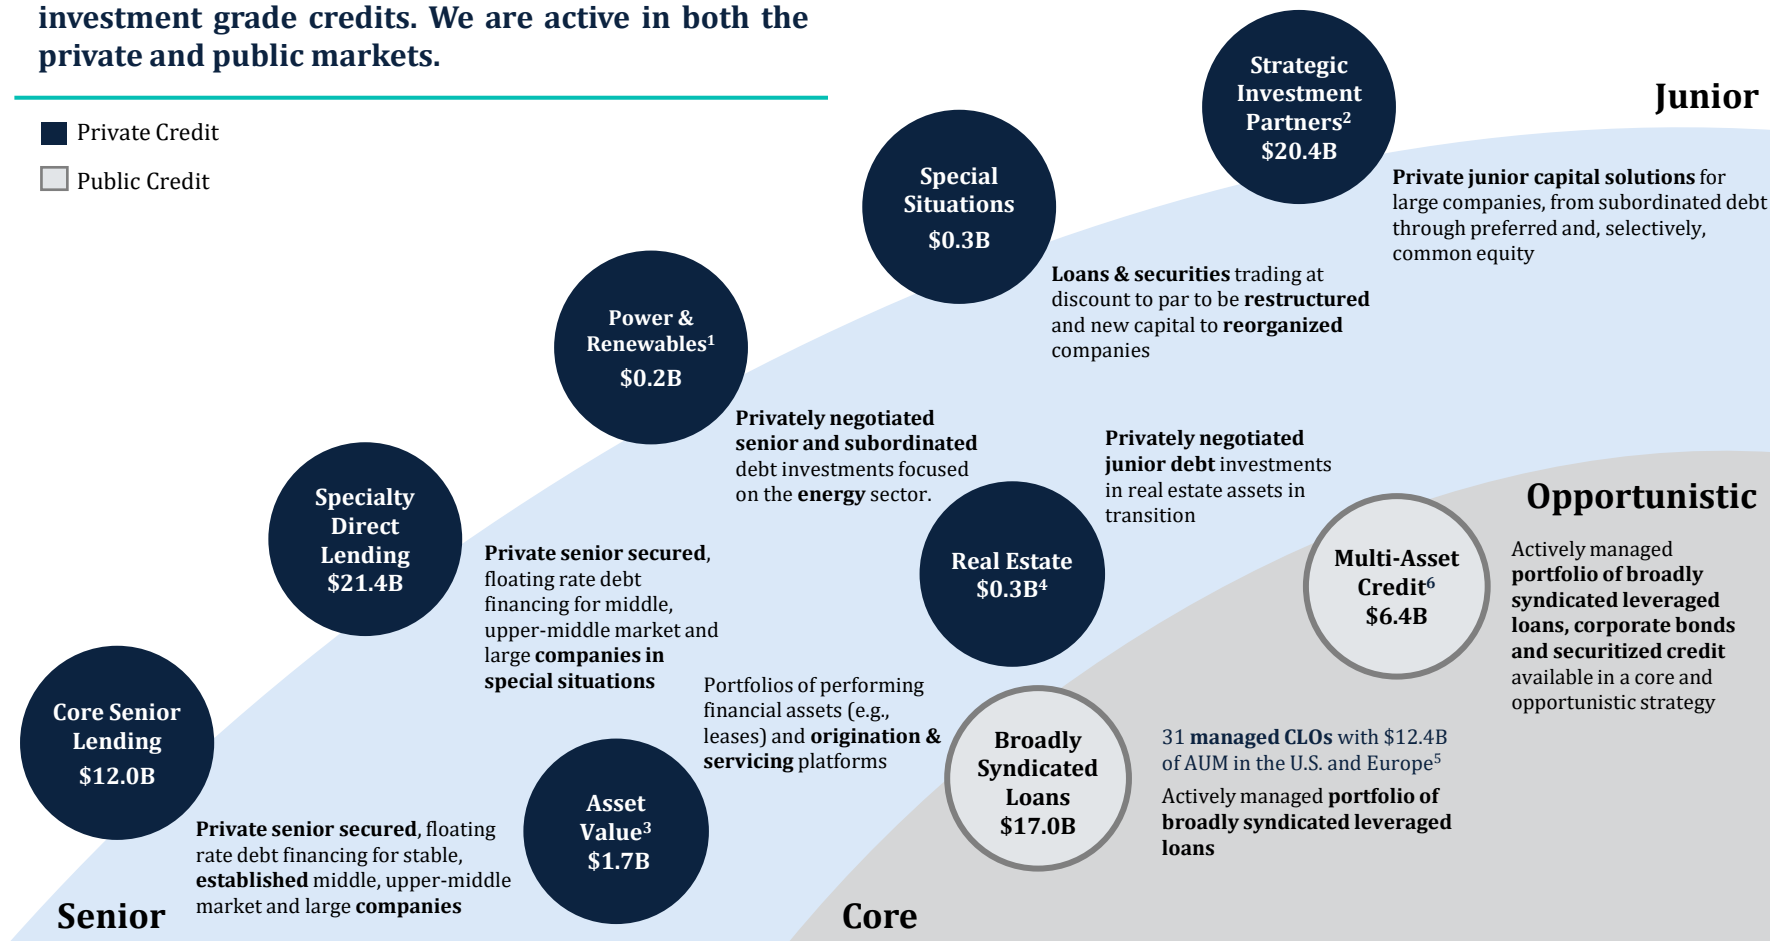 investment grade credits. We are active in both the
private and public markets.
Private Credit
Public Credit
Junior
Strategic
Investment
Partners²
$20.4B
Private junior capital solutions for
large companies, from subordinated debt
through preferred and, selectively,
common equity
Special
Situations
$0.3B
Loans & securities trading at
discount to par to be restructured
and new capital to reorganized
companies
Power &
Renewables¹
$0.2B
Privately negotiated
senior and subordinated
debt investments focused
on the energy sector.
Specialty
Direct
Lending
$21.4B
Private senior secured,
floating rate debt
financing for middle,
upper-middle market and
large companies in
special situations
Core Senior
Lending
$12.0B
Private senior secured, floating
rate debt financing for stable,
established middle, upper-middle
market and large companies
Senior
Asset
Value³
$1.7B
Portfolios of performing
financial assets (e.g.,
leases) and origination &
servicing platforms
Real Estate
$0.3B⁴
Privately negotiated
junior debt investments
in real estate assets in
transition
Opportunistic
Multi-Asset
Credit⁶
$6.4B
Actively managed
portfolio of broadly
syndicated leveraged
loans, corporate bonds
and securitized credit
available in a core and
opportunistic strategy
Broadly
Syndicated
Loans
$17.0B
31 managed CLOs with $12.4B
of AUM in the U.S. and Europe⁵
Actively managed portfolio of
broadly syndicated leveraged
loans
Core